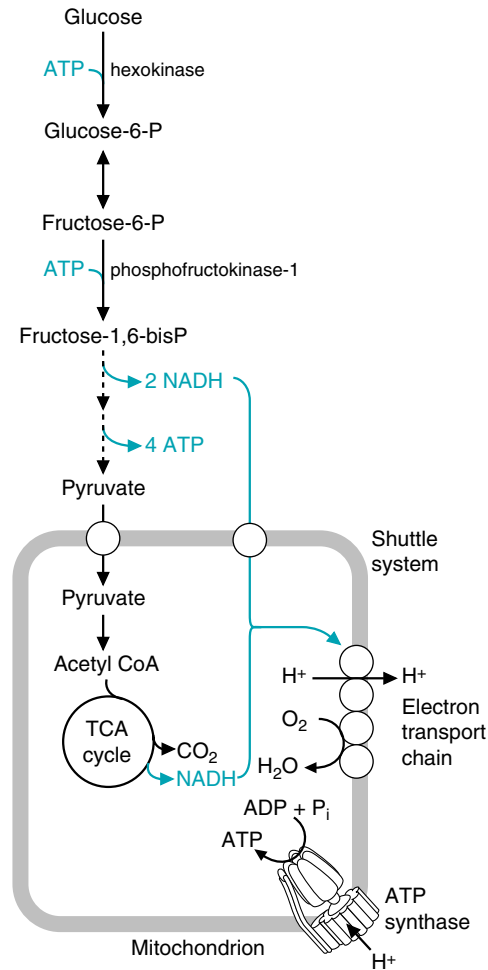 Glucose
ATP
hexokinase
Glucose-6-P
Fructose-6-P
ATP
phosphofructokinase-1
Fructose-1,6-bisP
2 NADH
4 ATP
Pyruvate
Shuttle
system
Pyruvate
Acetyl CoA
H⁺
H⁺
TCA
cycle
CO₂
NADH
O₂
H₂O
Electron
transport
chain
ADP + Pᵢ
ATP
ATP
synthase
Mitochondrion
H⁺